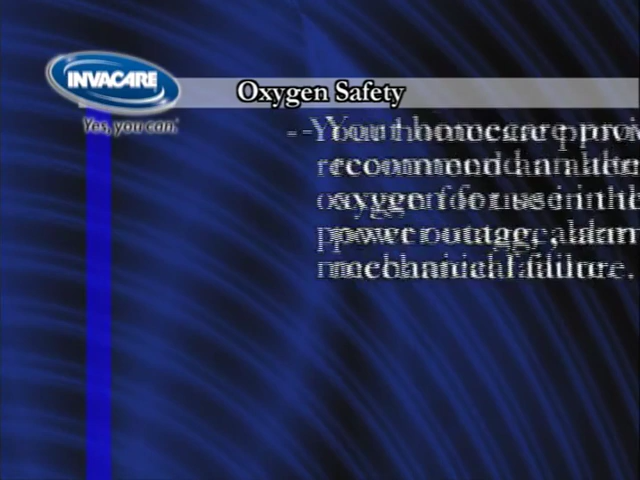 INVACARE
Yes, you can.
Oxygen Safety
- Your homecare
recommend an
oxygen for use in
power outage, alarm
mechanical failure.